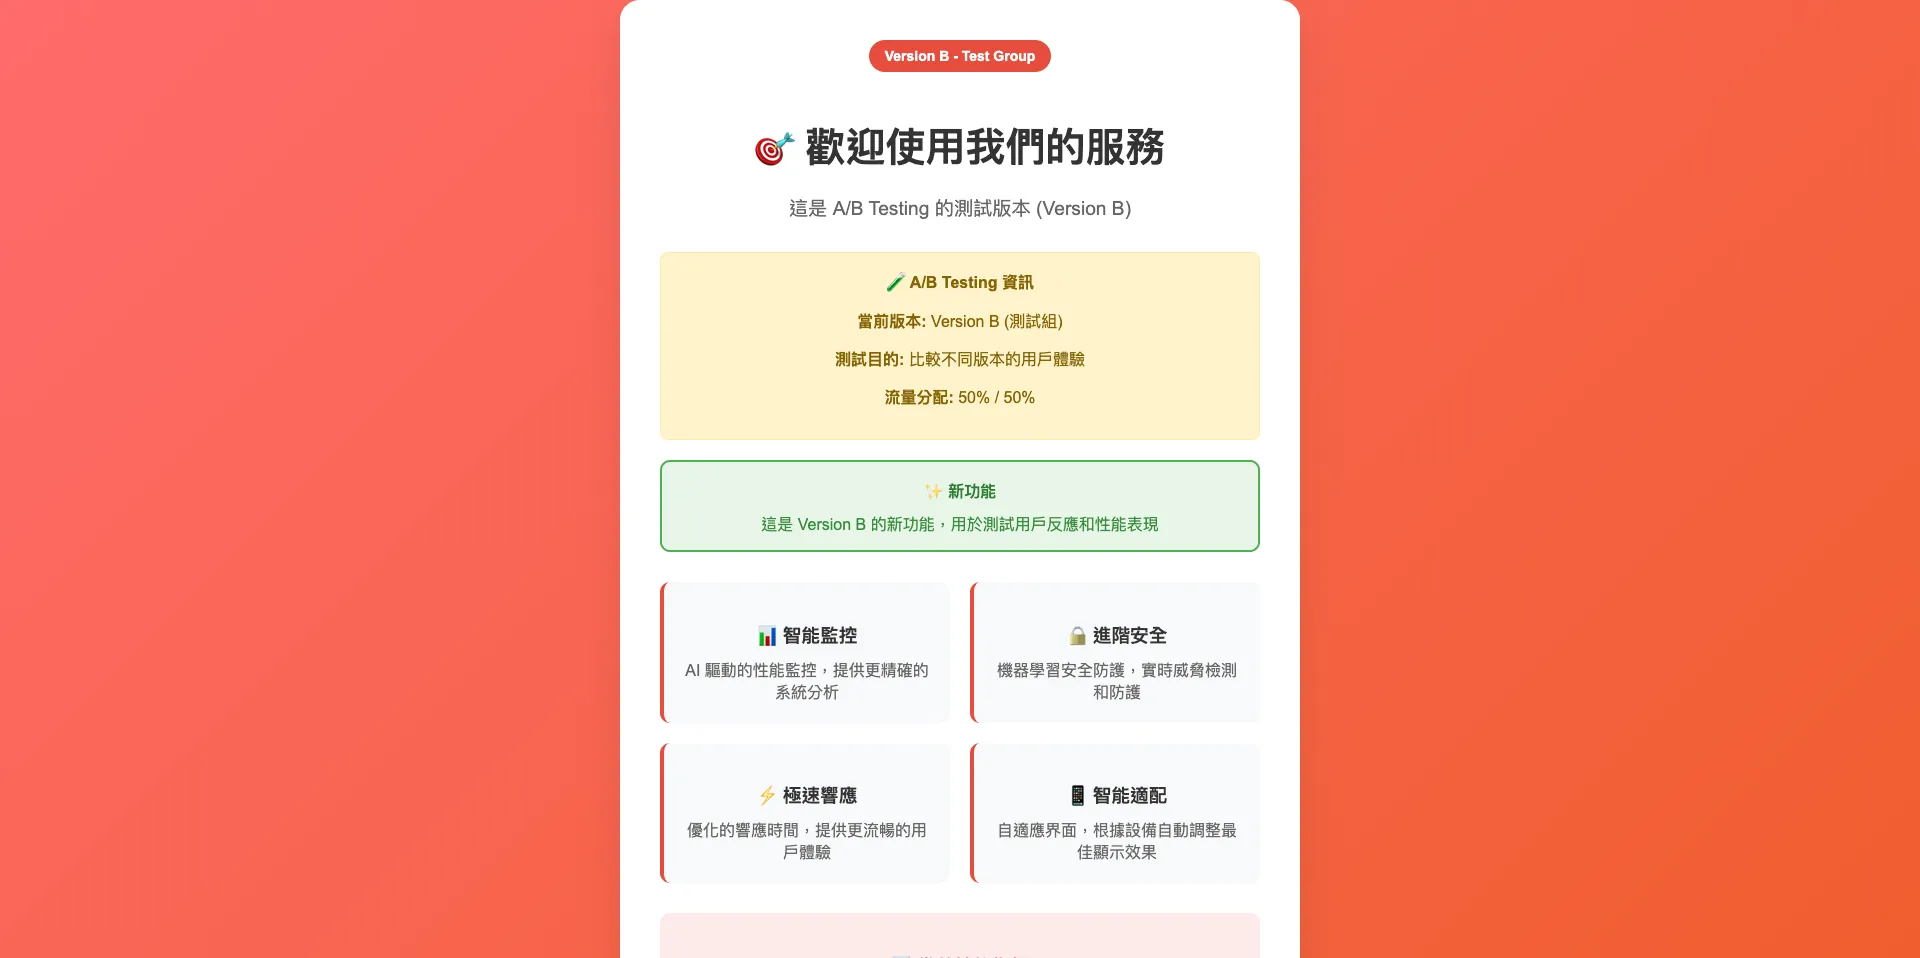 Version B - Test Group
🎯 歡迎使用我們的服務
這是 A/B Testing 的測試版本 (Version B)
🧪 A/B Testing 資訊
當前版本: Version B (測試組)
測試目的: 比較不同版本的用戶體驗
流量分配: 50% / 50%
✨ 新功能
這是 Version B 的新功能，用於測試用戶反應和性能表現
📊 智能監控
AI 驅動的性能監控，提供更精確的
系統分析
🔒 進階安全
機器學習安全防護，實時威脅檢測
和防護
⚡ 極速響應
優化的響應時間，提供更流暢的用
戶體驗
📱 智能適配
自適應界面，根據設備自動調整最
佳顯示效果